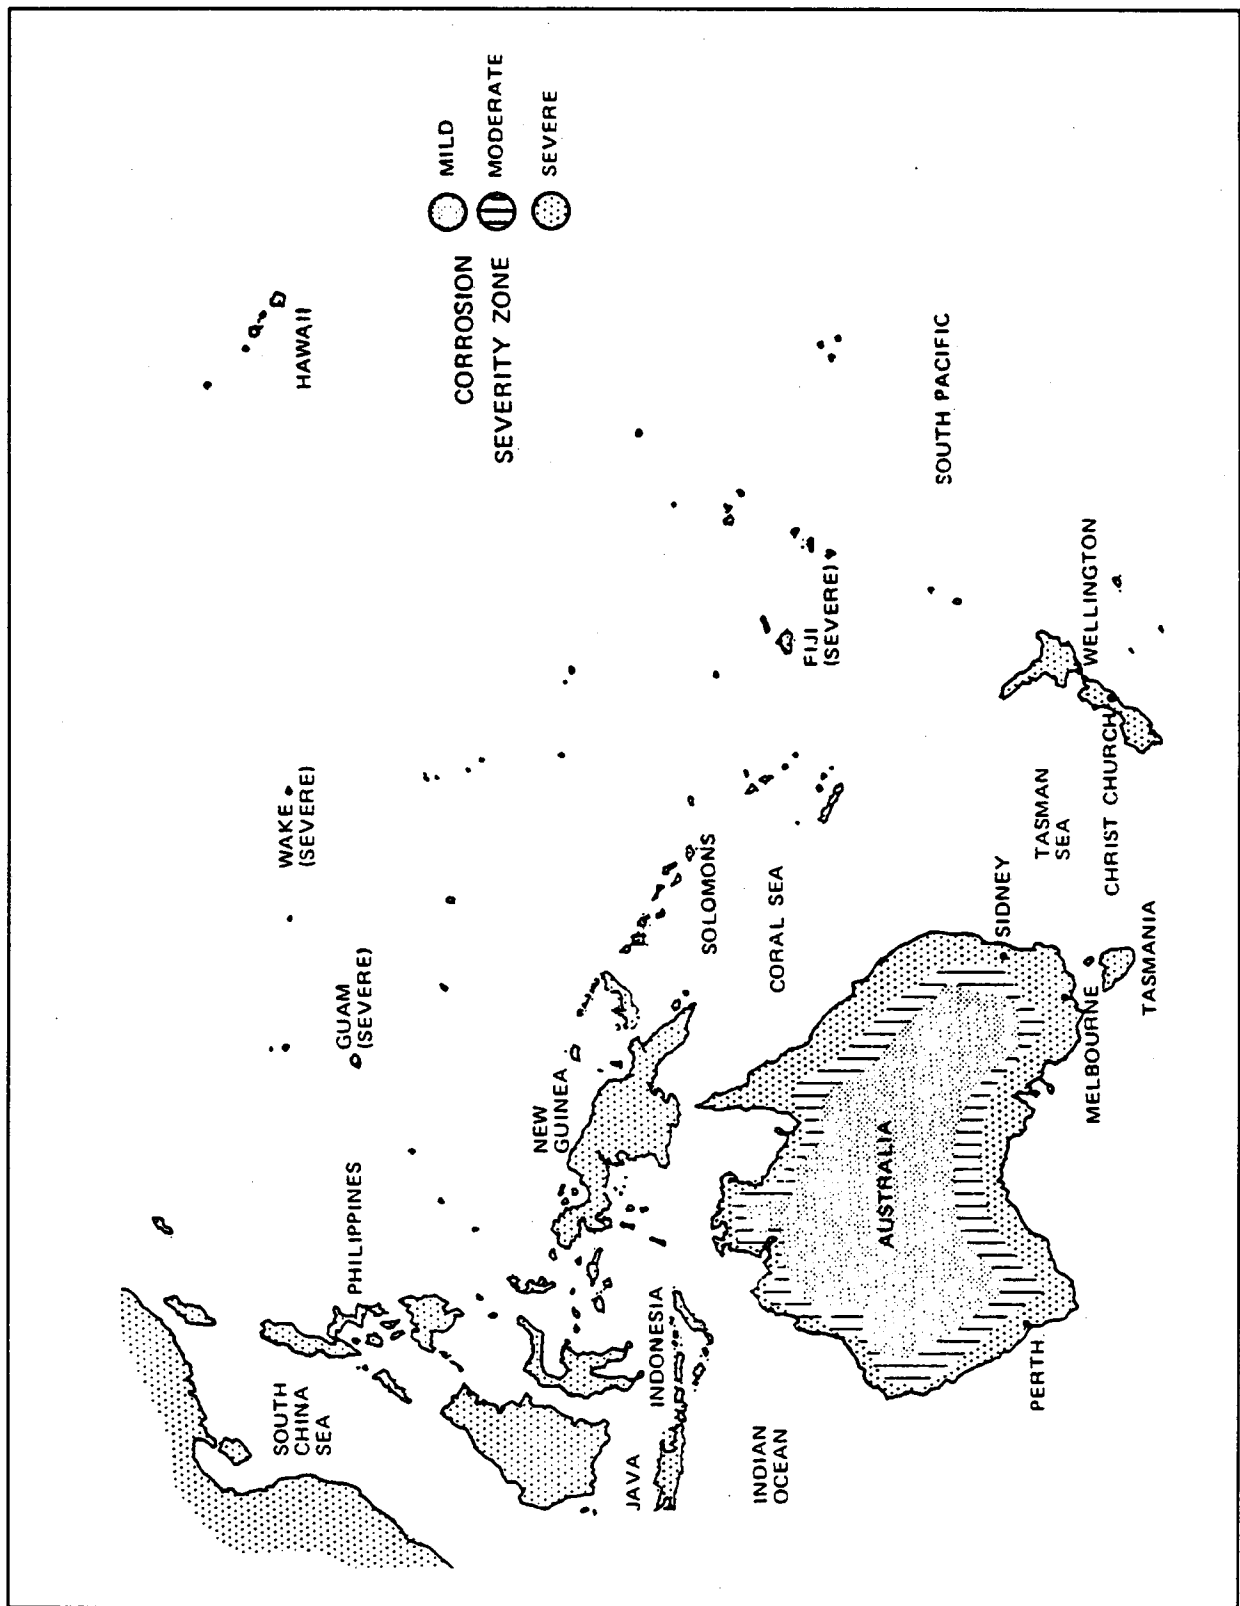 HAWAII
CORROSION
SEVERITY ZONE
MILD
MODERATE
SEVERE
WAKE
(SEVERE)
GUAM
(SEVERE)
PHILIPPINES
SOUTH
CHINA
SEA
NEW
GUINEA
SOLOMONS
CORAL SEA
FIJI
(SEVERE)
SOUTH PACIFIC
INDONESIA
JAVA
INDIAN
OCEAN
AUSTRALIA
PERTH
MELBOURNE
SIDNEY
TASMANIA
TASMAN
SEA
CHRIST CHURCH
WELLINGTON